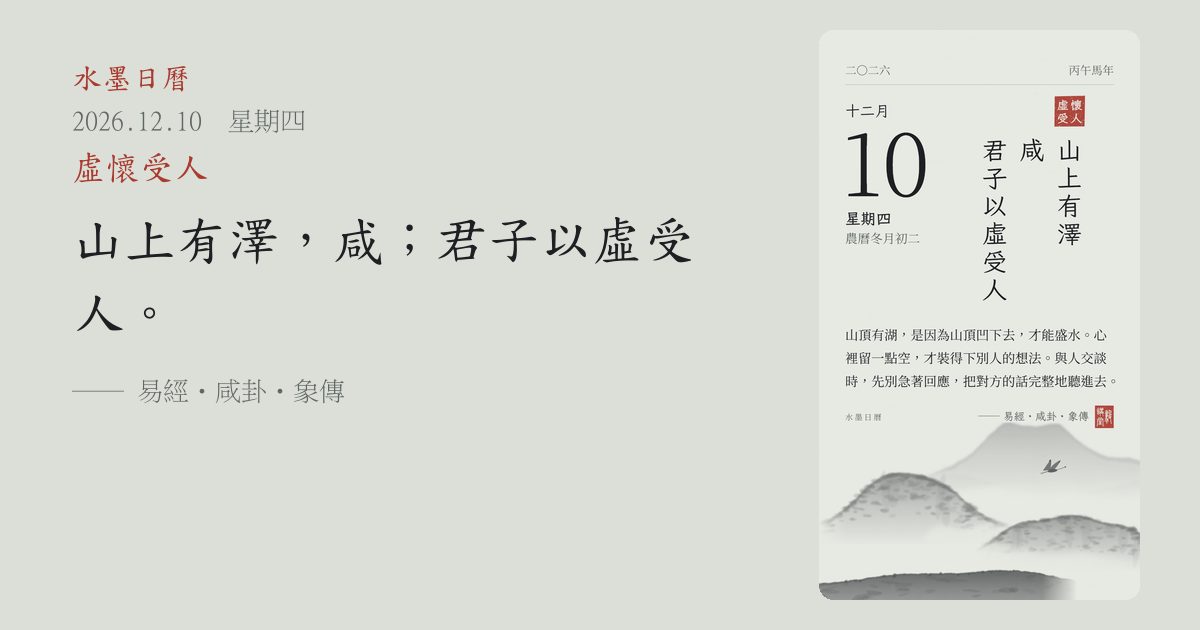 水墨日曆
2026.12.10 星期四
虛懷受人
山上有澤，咸；君子以虛受
人。
—— 易經・咸卦・象傳
二〇二六
丙午馬年
十二月
10
星期四
農曆冬月初二
虛懷
受人
山上有澤
咸
君子以虛受人
山頂有湖，是因為山頂凹下去，才能盛水。心
裡留一點空，才裝得下別人的想法。與人交談
時，先別急著回應，把對方的話完整地聽進去。
水墨日曆
—— 易經・咸卦・象傳